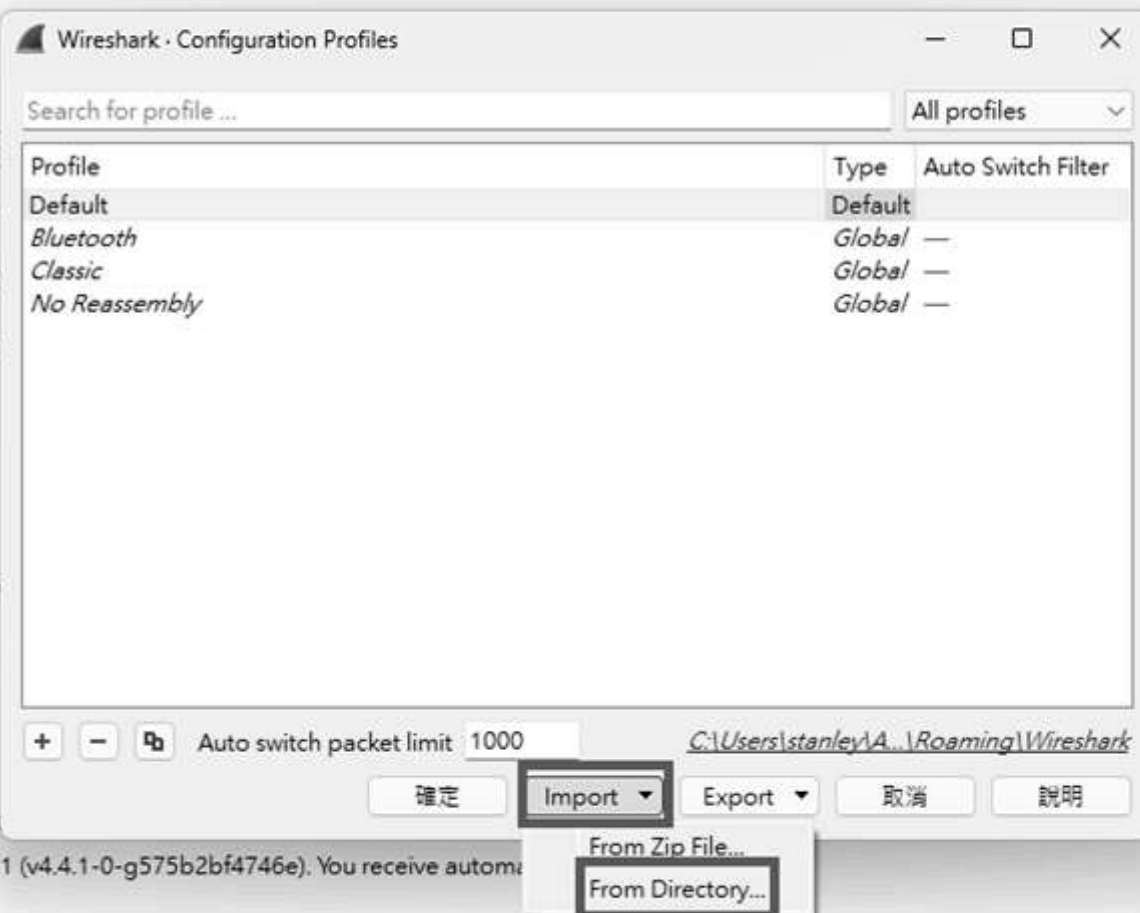 Wireshark · Configuration Profiles
Search for profile ... All profiles
Profile Type Auto Switch Filter
Default Default
Bluetooth Global —
Classic Global —
No Reassembly Global —
Auto switch packet limit 1000 C:\Users\stanley\A...\Roaming\Wireshark
確定 Import Export 取消 說明
From Zip File...
1 (v4.4.1-0-g575b2bf4746e). You receive automa
From Directory...